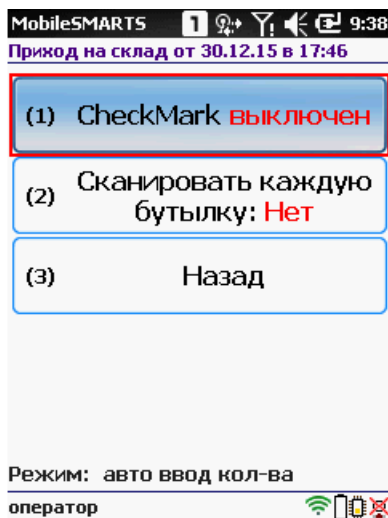 MobileSMARTS 1 9:38
Приход на склад от 30.12.15 в 17:46
(1) CheckMark выключен
(2) Сканировать каждую
бутылку: Нет
(3) Назад
Режим: авто ввод кол-ва
оператор